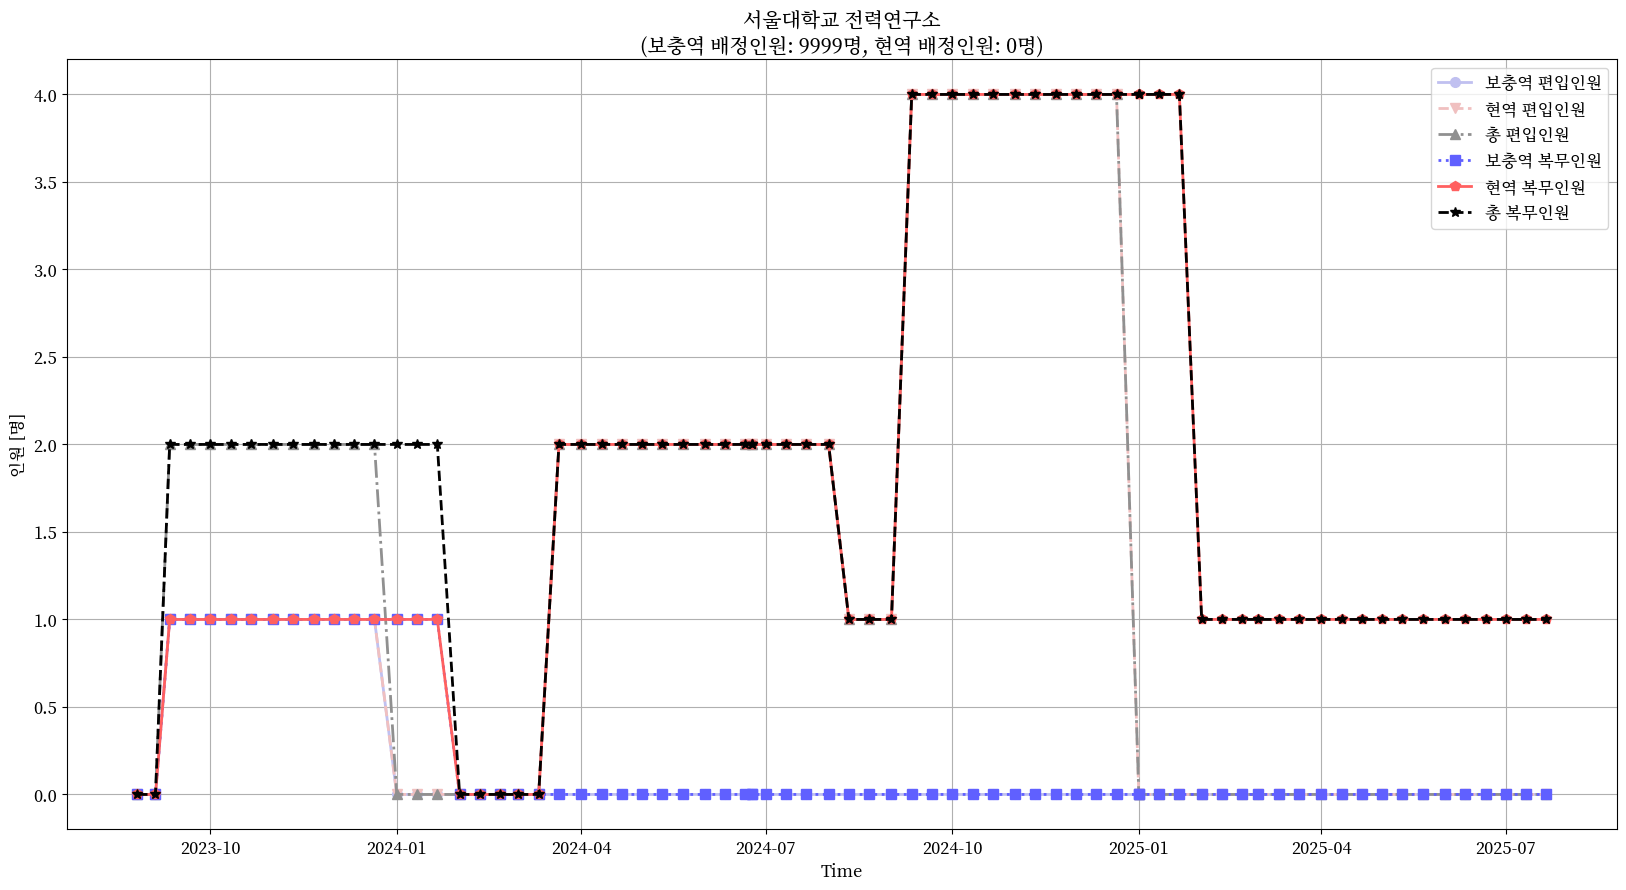 서울대학교 전력연구소
(보충역 배정인원: 9999명, 현역 배정인원: 0명)
보충역 편입인원
현역 편입인원
총 편입인원
보충역 복무인원
현역 복무인원
총 복무인원
인원 [명]
4.0
3.5
3.0
2.5
2.0
1.5
1.0
0.5
0.0
2023-10
2024-01
2024-04
2024-07
2024-10
2025-01
2025-04
2025-07
Time